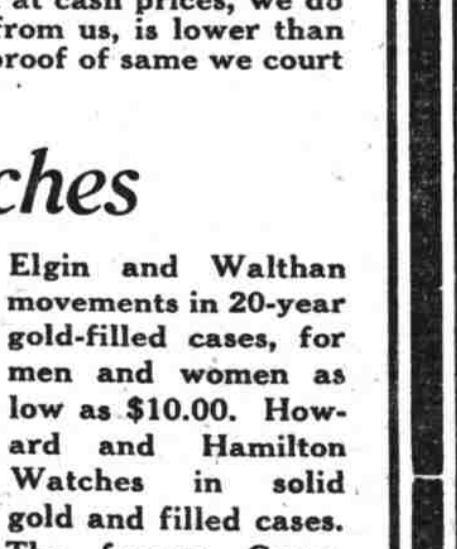 at cash prices, we do
from us, is lower than
proof of same we court
ches
Elgin and Walthan
movements in 20-year
gold-filled cases, for
men and women as
low as $10.00. How-
ard and Hamilton
Watches in solid
gold and filled cases.
The famous